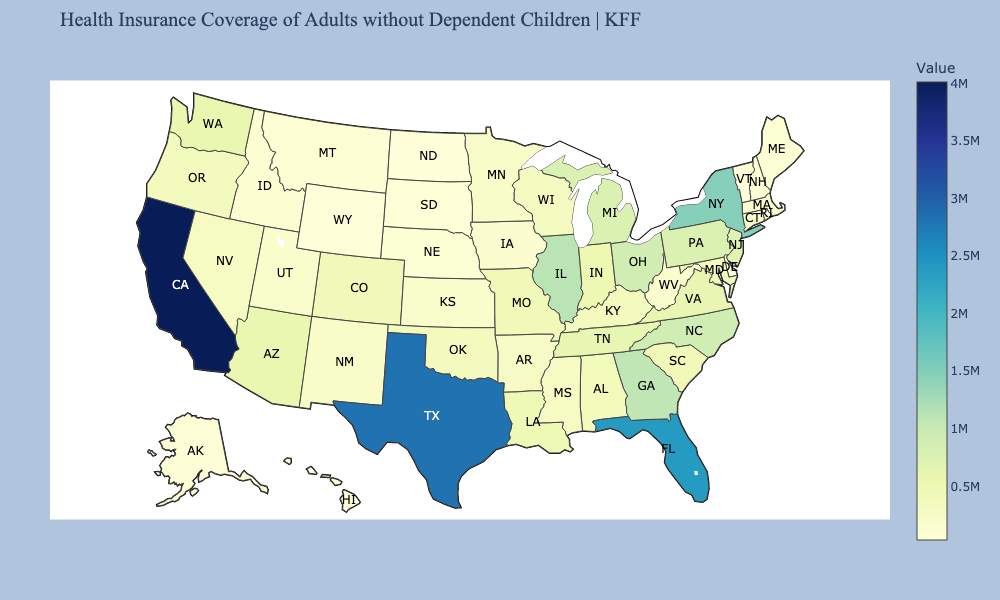 Health Insurance Coverage of Adults without Dependent Children | KFF
Value
4M
3.5M
3M
2.5M
2M
1.5M
1M
0.5M
WA
MT
ND
MN
ME
VT
NH
OR
ID
SD
WI
MI
NY
MA
RI
CT
WY
NV
UT
NE
IA
PA
NJ
CA
CO
KS
IL
IN
OH
MD
DE
WV
VA
MO
KY
AZ
NM
OK
AR
TN
NC
SC
TX
LA
MS
AL
GA
FL
AK
HI